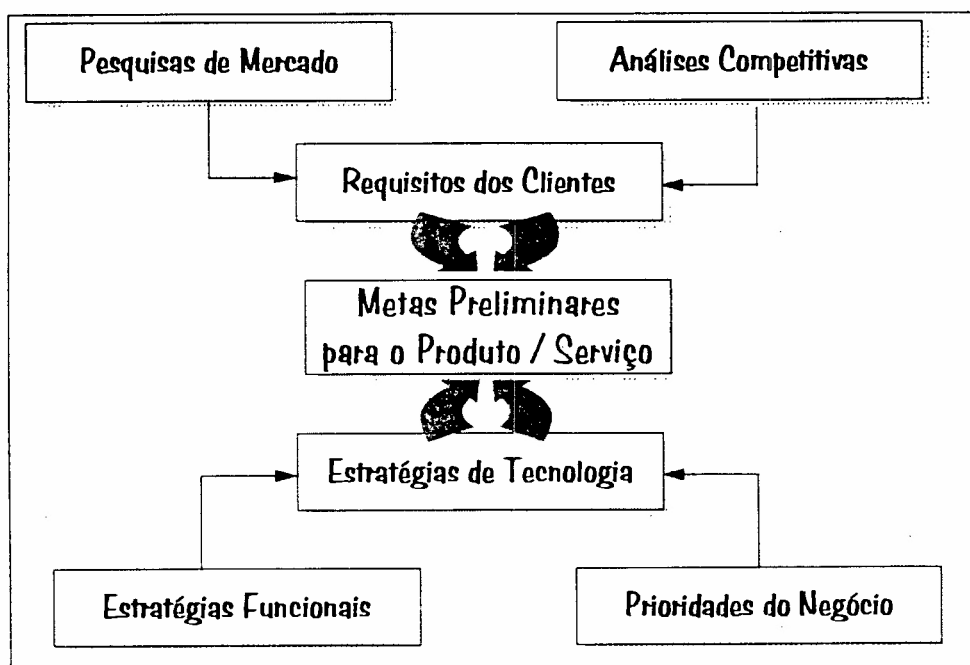 Pesquisas de Mercado
Análises Competitivas
Requisitos dos Clientes
Metas Preliminares
para o Produto / Serviço
Estratégias de Tecnologia
Estratégias Funcionais
Prioridades do Negócio